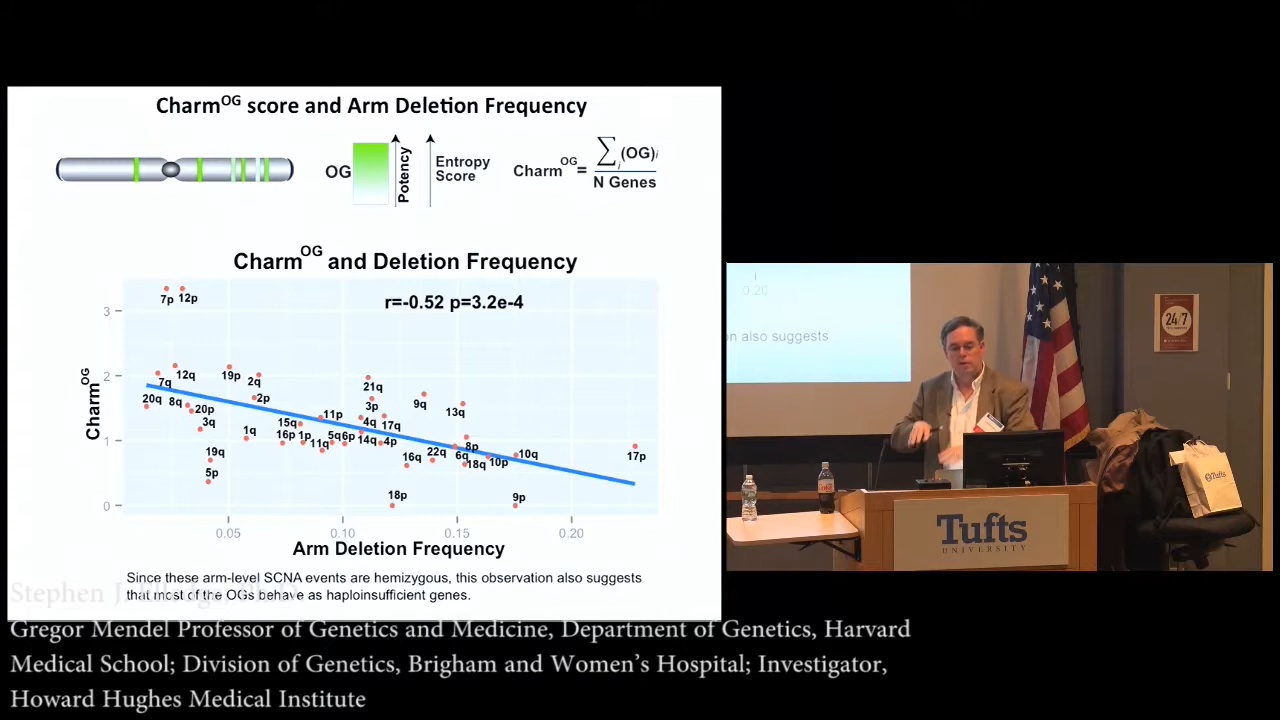 Charm^OG score and Arm Deletion Frequency
OG
Potency
Entropy
Score
Charm^OG = ∑i (OG)i / N Genes
Charm^OG and Deletion Frequency
r=-0.52 p=3.2e-4
Charm^OG
3
2
1
0
7p
12p
7q
12q
19p
2q
20q
8q
20p
2p
3q
1q
19q
5p
21q
3p
11p
15q
16p
1p
11q
5q
6p
4q
17q
14q
4p
9q
13q
16q
22q
8p
6q
18q
10p
10q
17p
18p
9p
0.05
0.10
0.15
0.20
Arm Deletion Frequency
Since these arm-level SCNA events are hemizygous, this observation also suggests
that most of the OGs behave as haploinsufficient genes.
0.20
n also suggests
24/7
Tufts
Tufts
UNIVERSITY
Stephen J.
Gregor Mendel Professor of Genetics and Medicine, Department of Genetics, Harvard
Medical School; Division of Genetics, Brigham and Women's Hospital; Investigator,
Howard Hughes Medical Institute